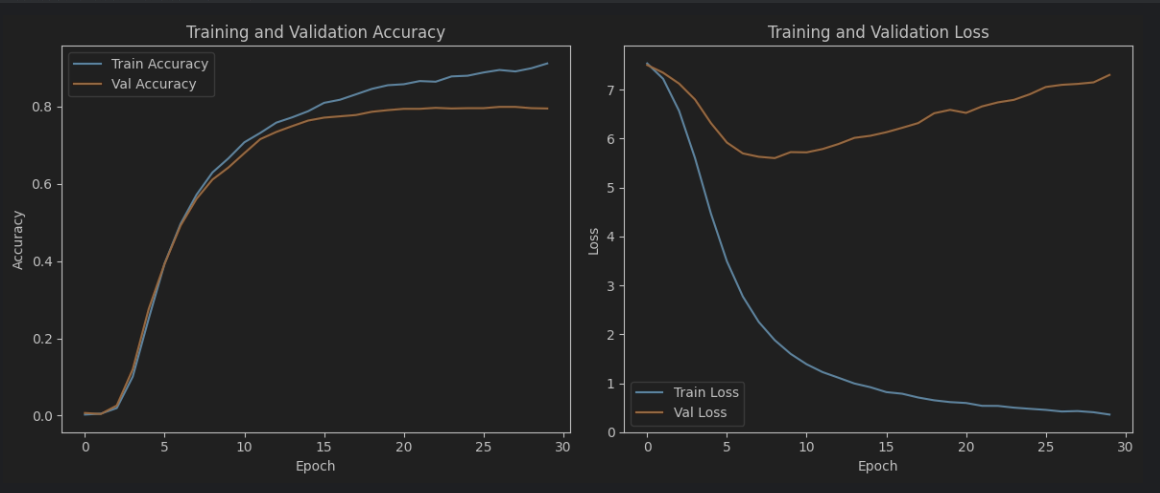 Training and Validation Accuracy
Train Accuracy
Val Accuracy
Accuracy
0.8
0.6
0.4
0.2
0.0
0 5 10 15 20 25 30
Epoch
Training and Validation Loss
Loss
7
6
5
4
3
2
1
0
Train Loss
Val Loss
0 5 10 15 20 25 30
Epoch